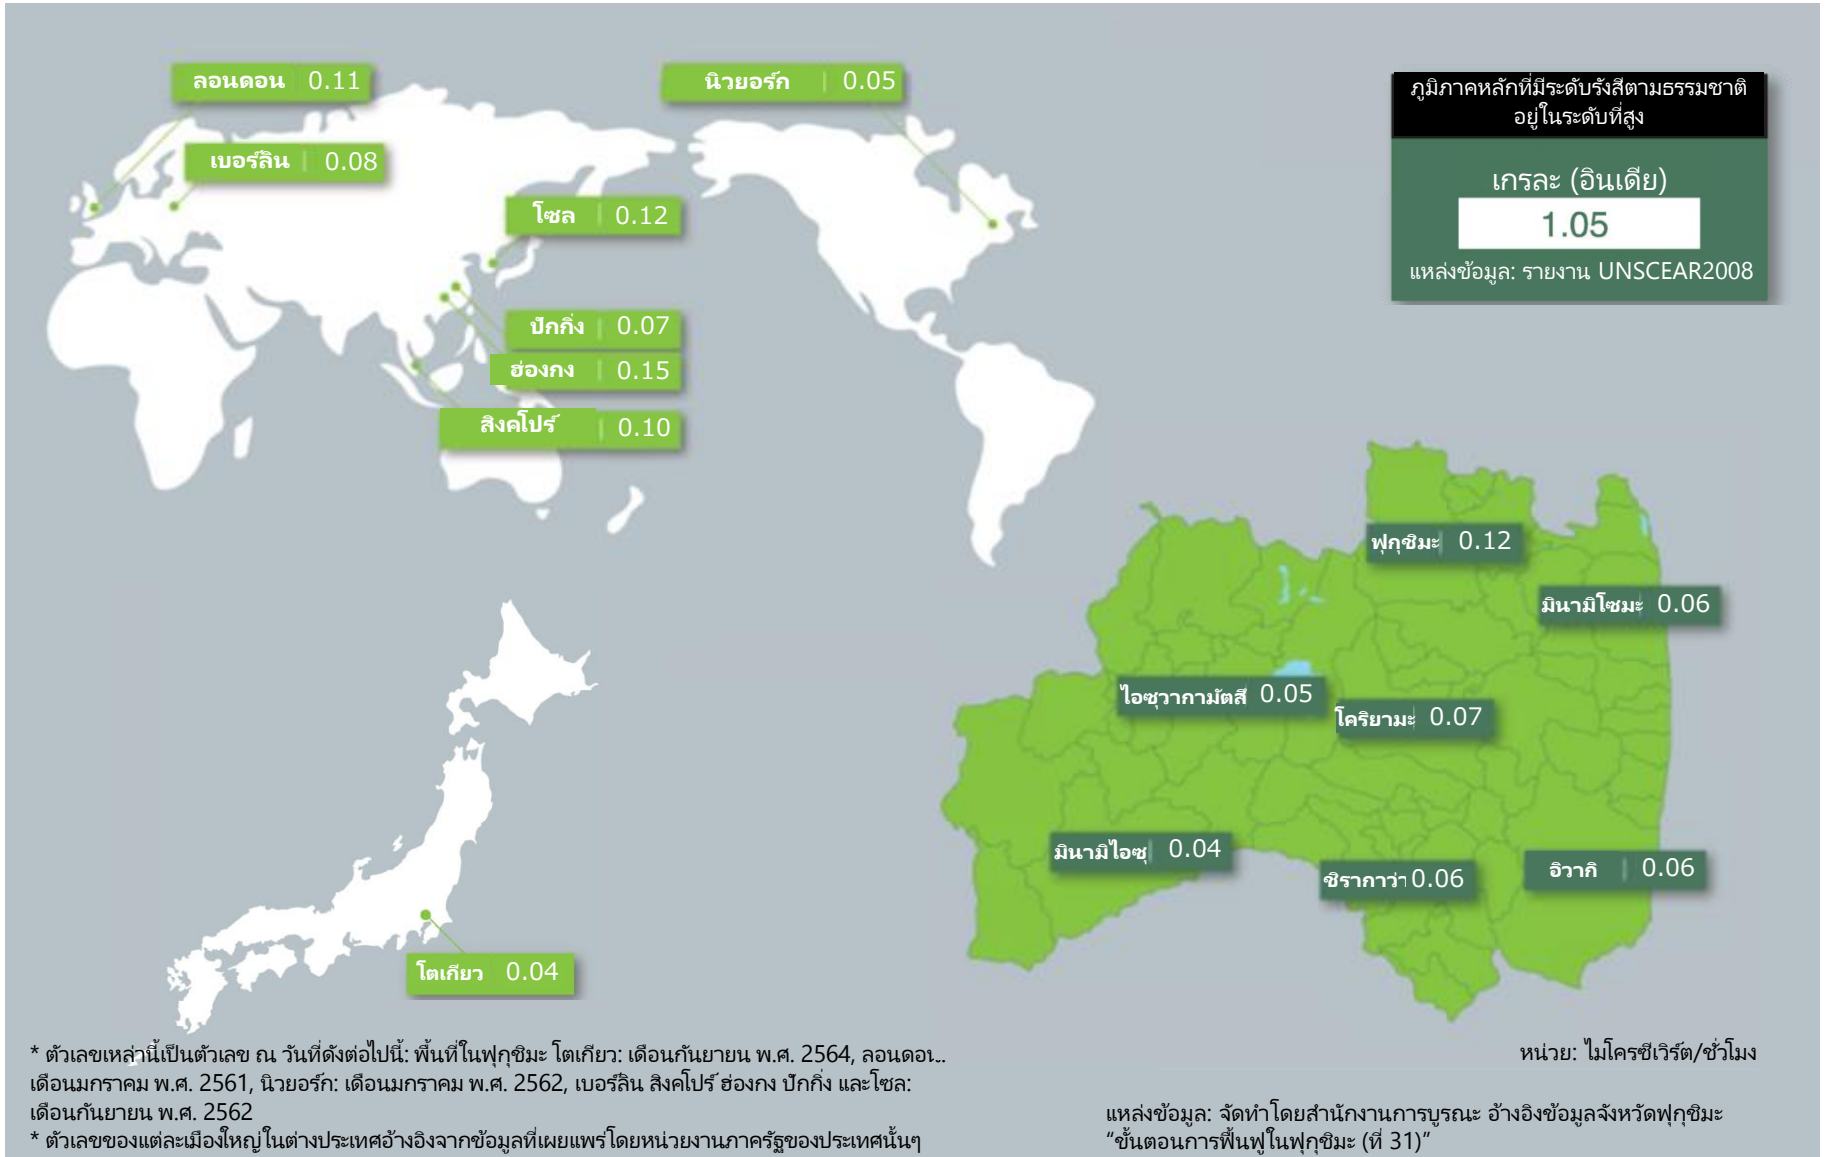 ลอนดอน 0.11
นิวยอร์ก 0.05
เบอร์ลิน 0.08
โซล 0.12
ปักกิ่ง 0.07
ฮ่องกง 0.15
สิงคโปร์ 0.10
ภูมิภาคหลักที่มีระดับรังสีตามธรรมชาติ
อยู่ในระดับที่สูง
เกรละ (อินเดีย)
1.05
แหล่งข้อมูล: รายงาน UNSCEAR2008
ฟุกุชิมะ 0.12
มินามิโซมะ 0.06
ไอซุวากามัตสึ 0.05
โคริยามะ 0.07
มินามิไอซุ 0.04
ชิรากาว่า 0.06
อิวากิ 0.06
โตเกียว 0.04
* ตัวเลขเหล่านี้เป็นตัวเลข ณ วันที่ดังต่อไปนี้: พื้นที่ในฟุกุชิมะ โตเกียว: เดือนกันยายน พ.ศ. 2564, ลอนดอน..
เดือนมกราคม พ.ศ. 2561, นิวยอร์ก: เดือนมกราคม พ.ศ. 2562, เบอร์ลิน สิงคโปร์ ฮ่องกง ปักกิ่ง และโซล:
เดือนกันยายน พ.ศ. 2562
* ตัวเลขของแต่ละเมืองใหญ่ในต่างประเทศอ้างอิงจากข้อมูลที่เผยแพร่โดยหน่วยงานภาครัฐของประเทศนั้นๆ
หน่วย: ไมโครซีเวิร์ต/ชั่วโมง
แหล่งข้อมูล: จัดทำโดยสำนักงานการบูรณะ อ้างอิงข้อมูลจังหวัดฟุกุชิมะ
“ขั้นตอนการฟื้นฟูในฟุกุชิมะ (ที่ 31)”